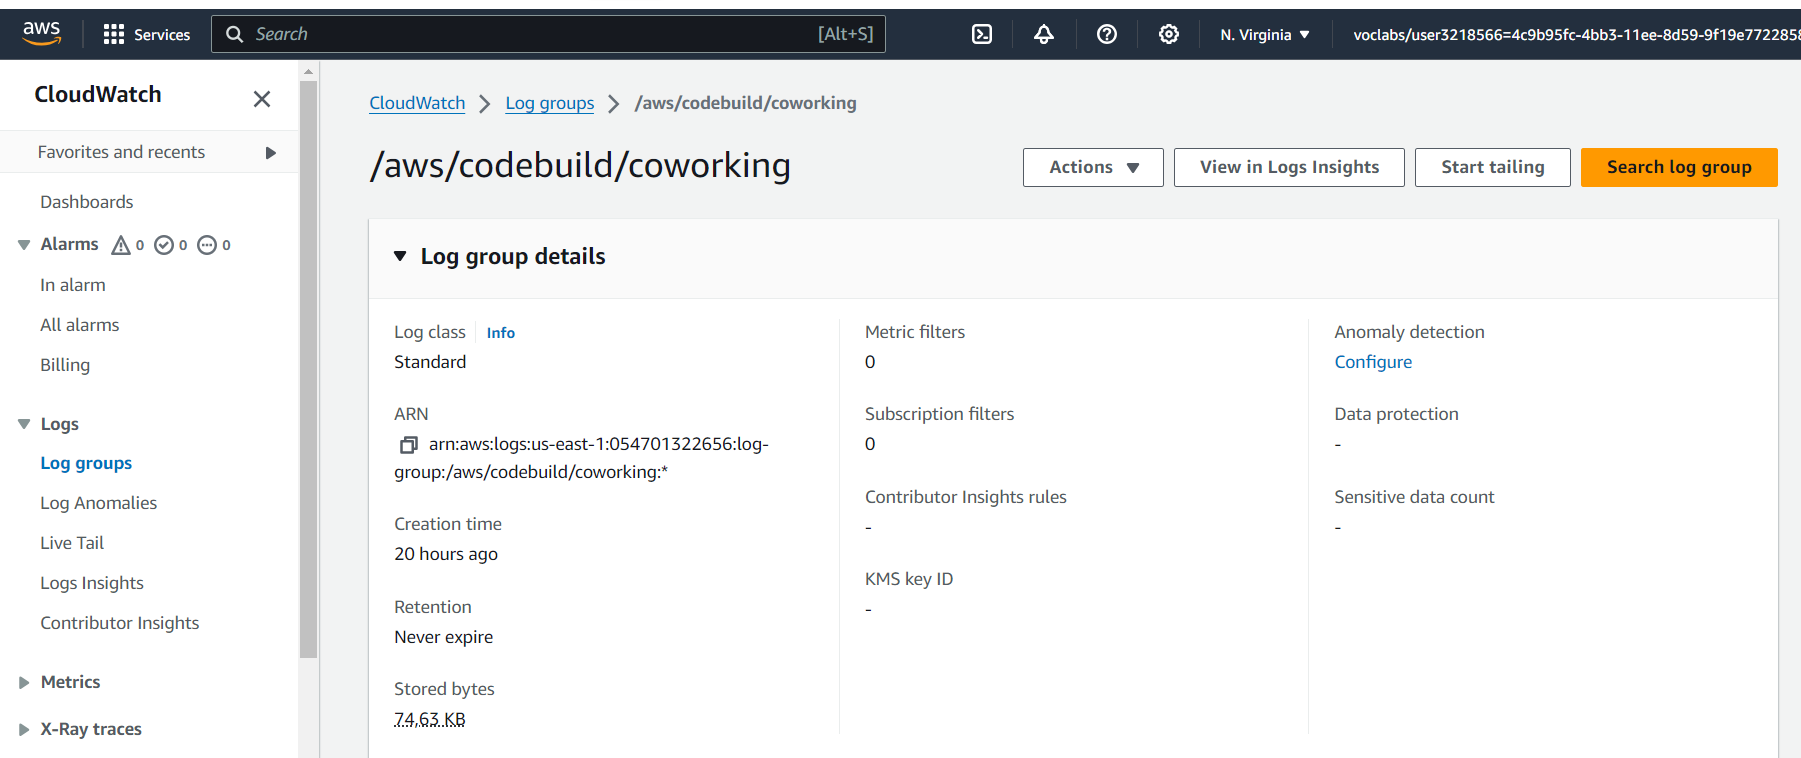 aws
Services
Search
[Alt+S]
N. Virginia
voclabs/user3218566=4c9b95fc-4bb3-11ee-8d59-9f19e7722858
CloudWatch
Favorites and recents
Dashboards
Alarms 0 0 0
In alarm
All alarms
Billing
Logs
Log groups
Log Anomalies
Live Tail
Logs Insights
Contributor Insights
Metrics
X-Ray traces
CloudWatch
Log groups
/aws/codebuild/coworking
/aws/codebuild/coworking
Actions
View in Logs Insights
Start tailing
Search log group
Log group details
Log class
Info
Standard
ARN
arn:aws:logs:us-east-1:054701322656:log-
group:/aws/codebuild/coworking:*
Creation time
20 hours ago
Retention
Never expire
Stored bytes
74,63 KB
Metric filters
0
Subscription filters
0
Contributor Insights rules
-
KMS key ID
-
Anomaly detection
Configure
Data protection
-
Sensitive data count
-